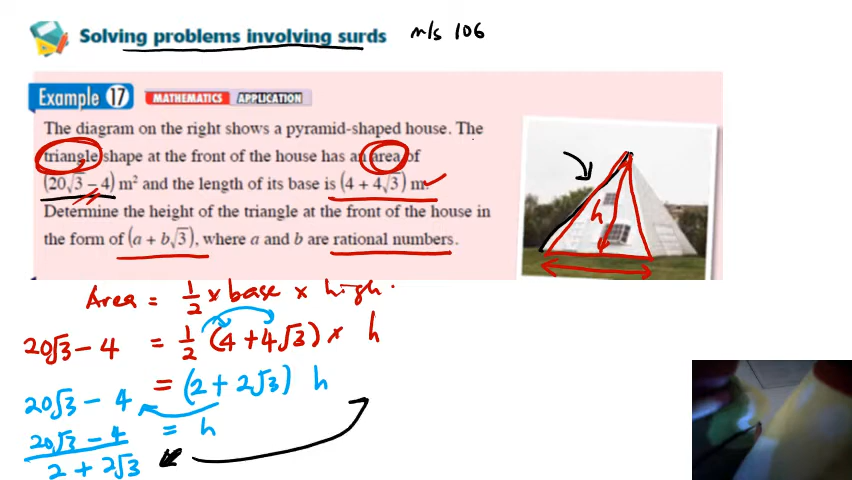 Solving problems involving surds m/s 106
Example 17 MATHEMATICS APPLICATION
The diagram on the right shows a pyramid-shaped house. The
triangle shape at the front of the house has an area of
(20√3 – 4) m² and the length of its base is (4 + 4√3) m.
Determine the height of the triangle at the front of the house in
the form of (a + b√3), where a and b are rational numbers.
h
Area = 1/2 × base × high.
20√3 – 4 = 1/2 (4 + 4√3) × h
20√3 – 4 = (2 + 2√3) h
20√3 – 4 / 2 + 2√3 = h